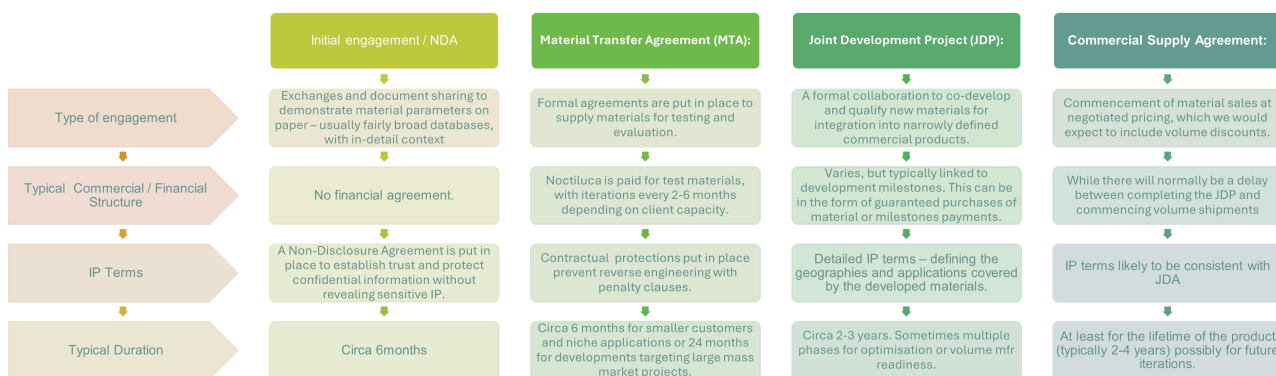 Initial engagement / NDA
Material Transfer Agreement (MTA):
Joint Development Project (JDP):
Commercial Supply Agreement:
Type of engagement
Exchanges and document sharing to
demonstrate material parameters on
paper – usually fairly broad databases,
with in-detail context
Formal agreements are put in place to
supply materials for testing and
evaluation.
A formal collaboration to co-develop
and qualify new materials for
integration into narrowly defined
commercial products.
Commencement of material sales at
negotiated pricing, which we would
expect to include volume discounts.
Typical Commercial / Financial
Structure
No financial agreement.
Noctiluca is paid for test materials,
with iterations every 2-6 months
depending on client capacity.
Varies, but typically linked to
development milestones. This can be
in the form of guaranteed purchases of
material or milestones payments.
While there will normally be a delay
between completing the JDP and
commencing volume shipments
IP Terms
A Non-Disclosure Agreement is put in
place to establish trust and protect
confidential information without
revealing sensitive IP.
Contractual protections put in place
prevent reverse engineering with
penalty clauses.
Detailed IP terms – defining the
geographies and applications covered
by the developed materials.
IP terms likely to be consistent with
JDA
Typical Duration
Circa 6months
Circa 6 months for smaller customers
and niche applications or 24 months
for developments targeting large mass
market projects.
Circa 2-3 years. Sometimes multiple
phases for optimisation or volume mfr
readiness.
At least for the lifetime of the product
(typically 2-4 years) possibly for future
iterations.